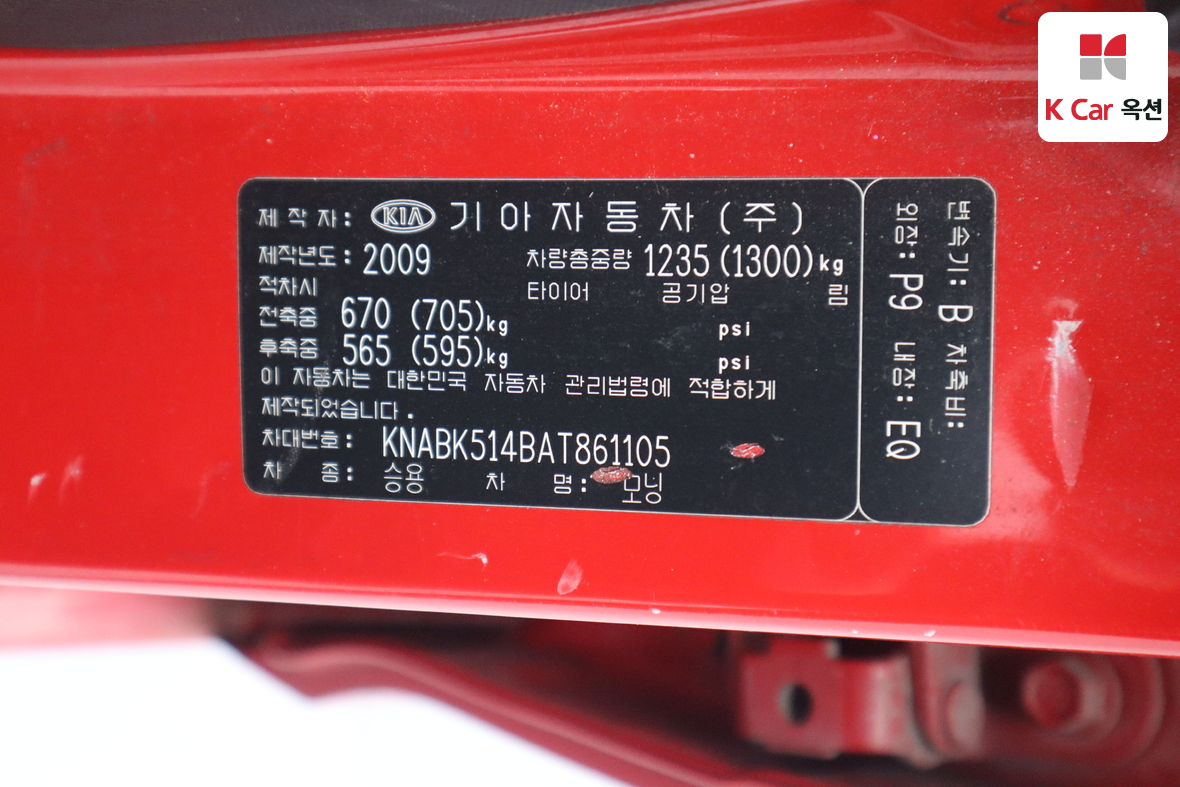 K Car 옥션
제 작 자: KIA 기아자동차(주)
제작년도: 2009 차량총중량 1235 (1300)kg
적차시 타이어 공기압 림
전축중 670 (705)kg psi
후축중 565 (595)kg psi
이 자동차는 대한민국 자동차 관리법령에 적합하게
제작되었습니다.
차대번호: KNABK514BAT861105
차 종: 승용 차 명: 모닝
변속기: B 차축비:
외장: P9 내장: EQ